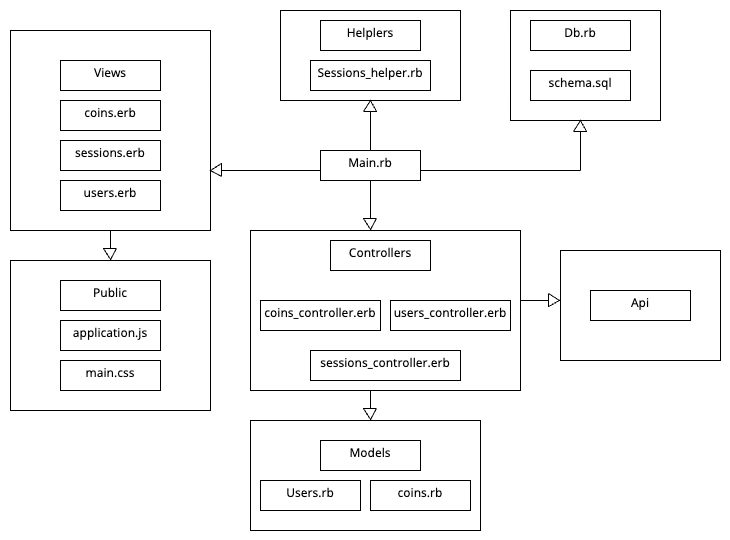 Helplers
Sessions_helper.rb
Db.rb
schema.sql
Views
coins.erb
sessions.erb
users.erb
Main.rb
Public
application.js
main.css
Controllers
coins_controller.erb
users_controller.erb
sessions_controller.erb
Api
Models
Users.rb
coins.rb